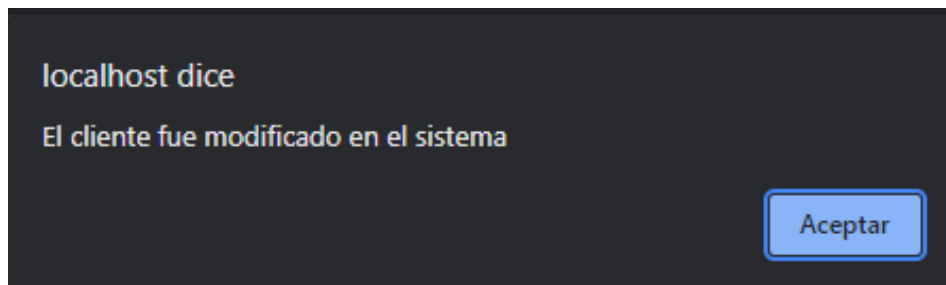 localhost dice
El cliente fue modificado en el sistema
Aceptar